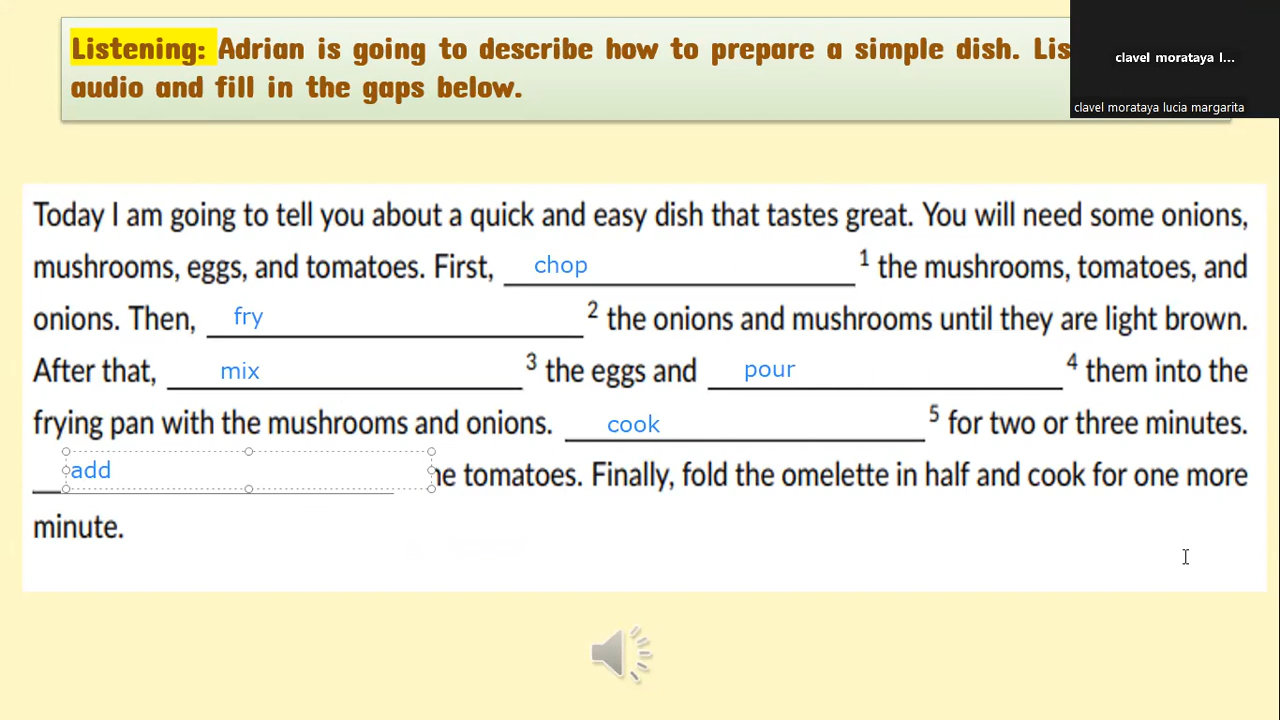 Listening: Adrian is going to describe how to prepare a simple dish.
audio and fill in the gaps below.
clavel morataya l...
clavel morataya lucia margarita
Today I am going to tell you about a quick and easy dish that tastes great. You will need some onions,
mushrooms, eggs, and tomatoes. First, chop 1 the mushrooms, tomatoes, and
onions. Then, fry 2 the onions and mushrooms until they are light brown.
After that, mix 3 the eggs and pour 4 them into the
frying pan with the mushrooms and onions. cook 5 for two or three minutes.
add tomatoes. Finally, fold the omelette in half and cook for one more
minute.